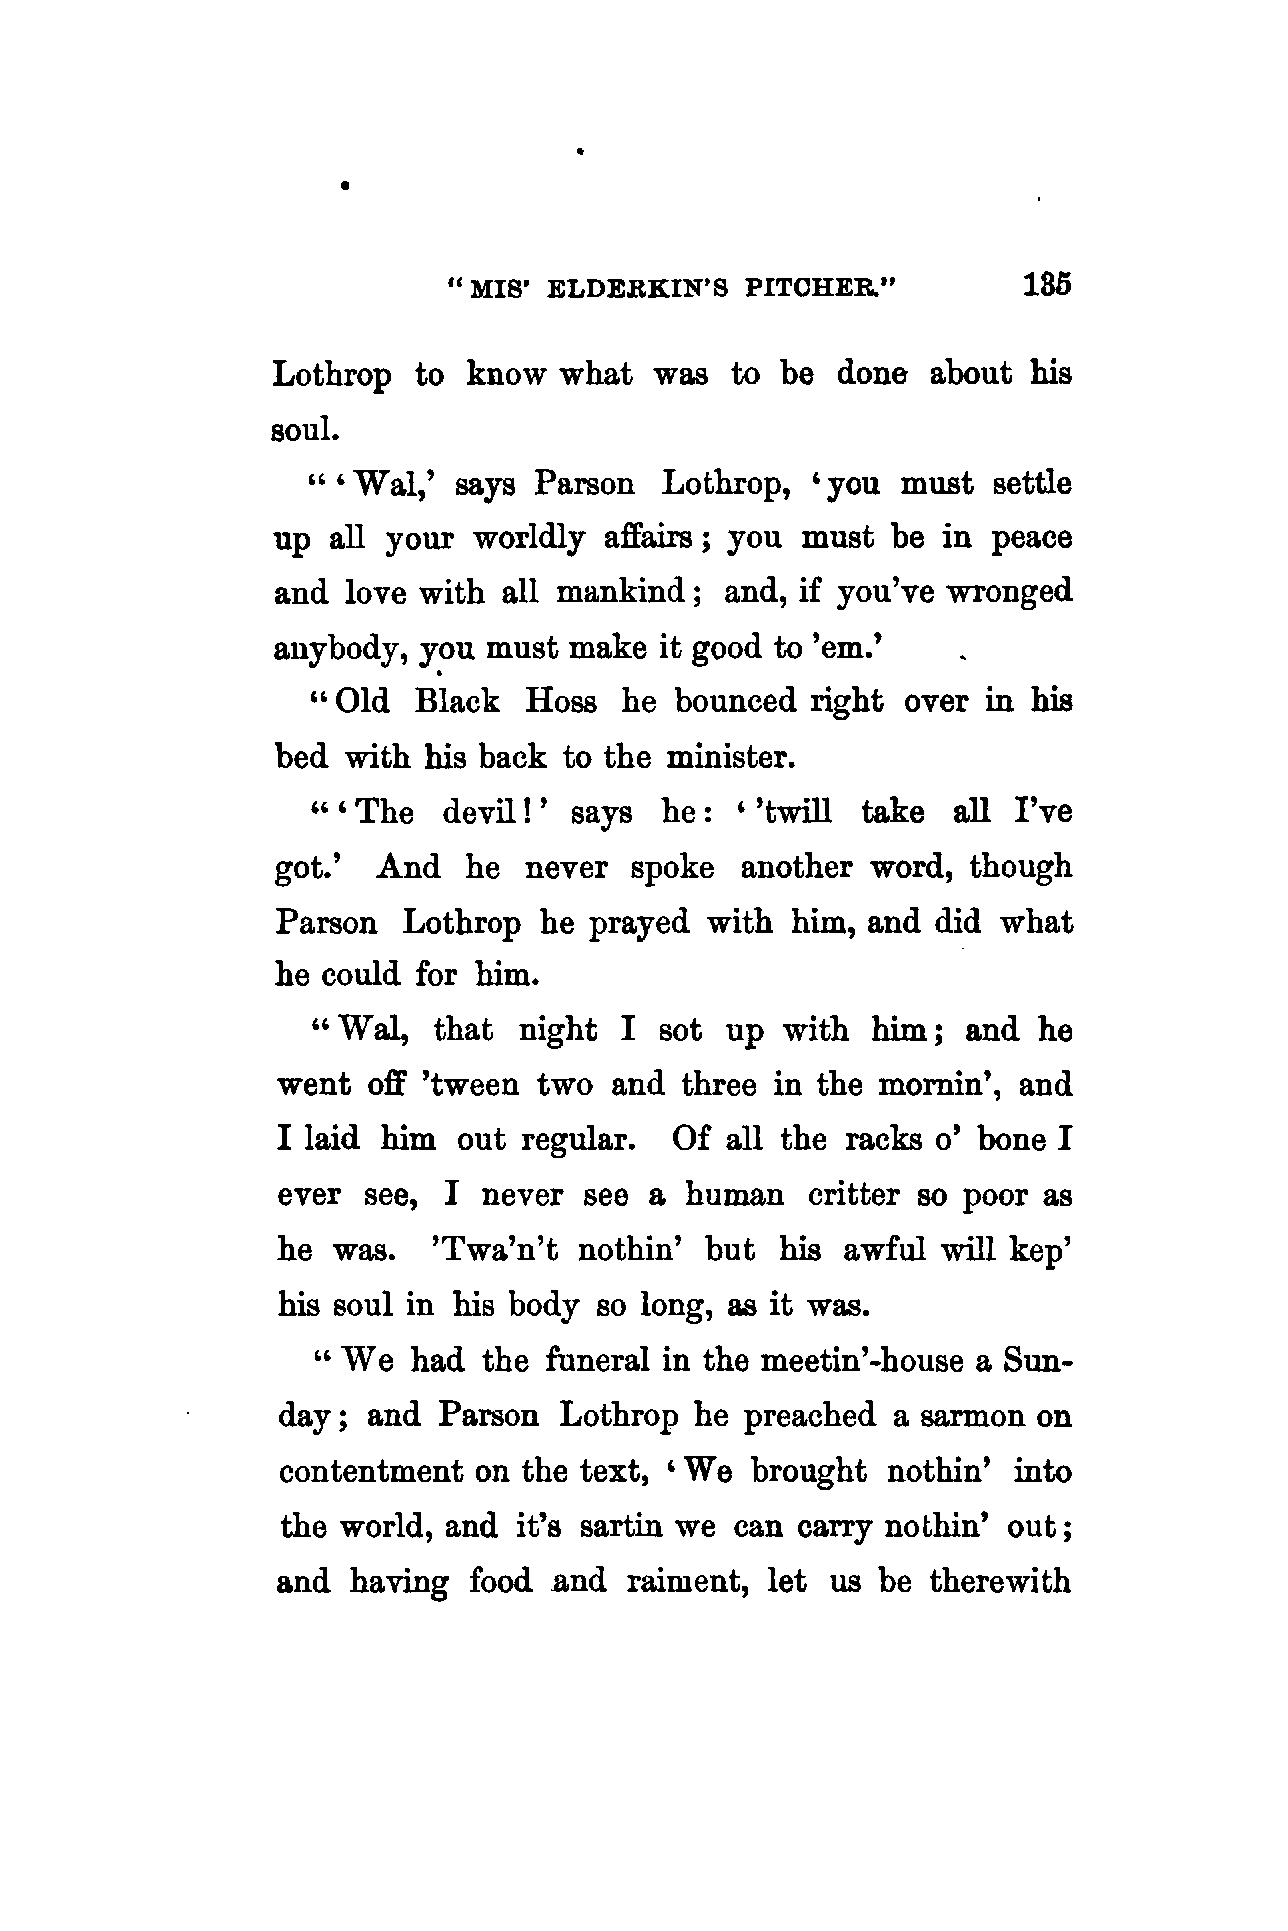 "MIS' ELDERKIN'S PITCHER." 135
Lothrop to know what was to be done about his
soul.
"'Wal,' says Parson Lothrop, 'you must settle
up all your worldly affairs; you must be in peace
and love with all mankind; and, if you've wronged
anybody, you must make it good to 'em.'
"Old Black Hoss he bounced right over in his
bed with his back to the minister.
"'The devil!' says he: ''twill take all I've
got.' And he never spoke another word, though
Parson Lothrop he prayed with him, and did what
he could for him.
"Wal, that night I sot up with him; and he
went off 'tween two and three in the mornin', and
I laid him out regular. Of all the racks o' bone I
ever see, I never see a human critter so poor as
he was. 'Twa'n't nothin' but his awful will kep'
his soul in his body so long, as it was.
"We had the funeral in the meetin'-house a Sun-
day; and Parson Lothrop he preached a sarmon on
contentment on the text, 'We brought nothin' into
the world, and it's sartin we can carry nothin' out;
and having food and raiment, let us be therewith